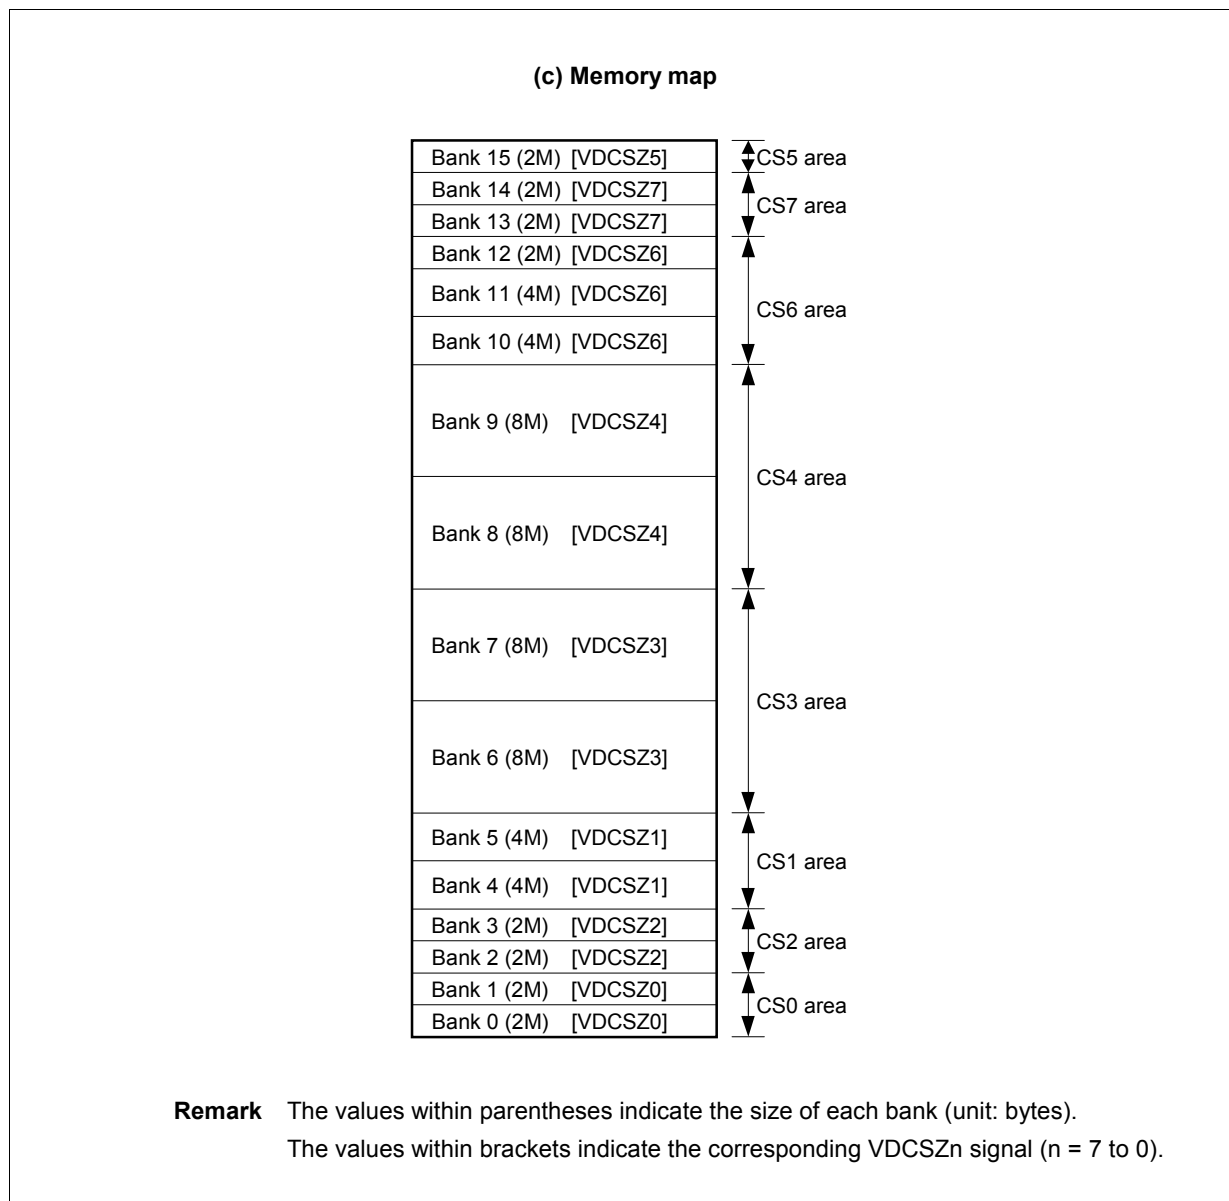 (c) Memory map
Bank 15 (2M) [VDCSZ5]
CS5 area
Bank 14 (2M) [VDCSZ7]
CS7 area
Bank 13 (2M) [VDCSZ7]
Bank 12 (2M) [VDCSZ6]
Bank 11 (4M) [VDCSZ6]
CS6 area
Bank 10 (4M) [VDCSZ6]
Bank 9 (8M) [VDCSZ4]
CS4 area
Bank 8 (8M) [VDCSZ4]
Bank 7 (8M) [VDCSZ3]
CS3 area
Bank 6 (8M) [VDCSZ3]
Bank 5 (4M) [VDCSZ1]
CS1 area
Bank 4 (4M) [VDCSZ1]
Bank 3 (2M) [VDCSZ2]
CS2 area
Bank 2 (2M) [VDCSZ2]
Bank 1 (2M) [VDCSZ0]
CS0 area
Bank 0 (2M) [VDCSZ0]
Remark The values within parentheses indicate the size of each bank (unit: bytes).
The values within brackets indicate the corresponding VDCSZn signal (n = 7 to 0).